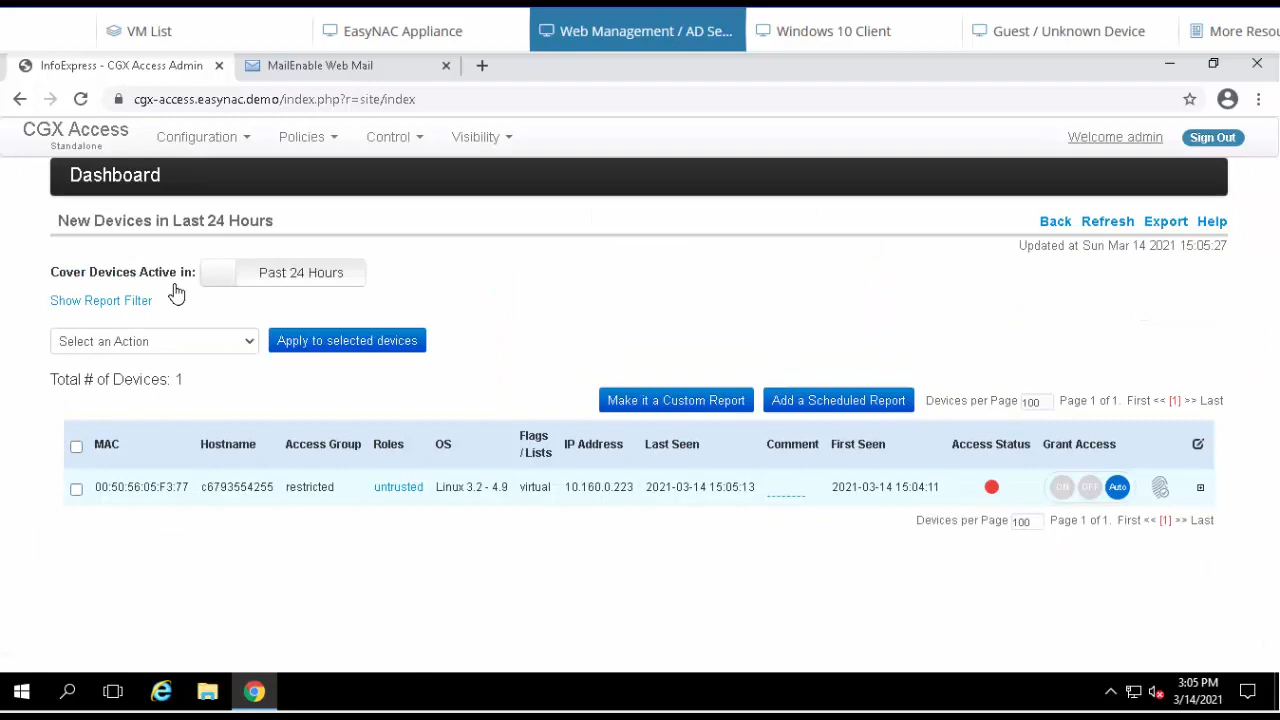 VM List
EasyNAC Appliance
Web Management / AD Se...
Windows 10 Client
Guest / Unknown Device
More Resou
InfoExpress - CGX Access Admin
MailEnable Web Mail
cgx-access.easynac.demo/index.php?r=site/index
CGX Access
Standalone
Configuration
Policies
Control
Visibility
Welcome admin
Sign Out
Dashboard
New Devices in Last 24 Hours
Back Refresh Export Help
Updated at Sun Mar 14 2021 15:05:27
Cover Devices Active in: Past 24 Hours
Show Report Filter
Select an Action
Apply to selected devices
Total # of Devices: 1
Make it a Custom Report
Add a Scheduled Report
Devices per Page 100 Page 1 of 1. First << [1] >> Last
MAC Hostname Access Group Roles OS Flags / Lists IP Address Last Seen Comment First Seen Access Status Grant Access
00:50:56:05:F3:77 c6793554255 restricted untrusted Linux 3.2 - 4.9 virtual 10.160.0.223 2021-03-14 15:05:13 2021-03-14 15:04:11 ON OFF Auto
Devices per Page 100 Page 1 of 1. First << [1] >> Last
3:05 PM
3/14/2021